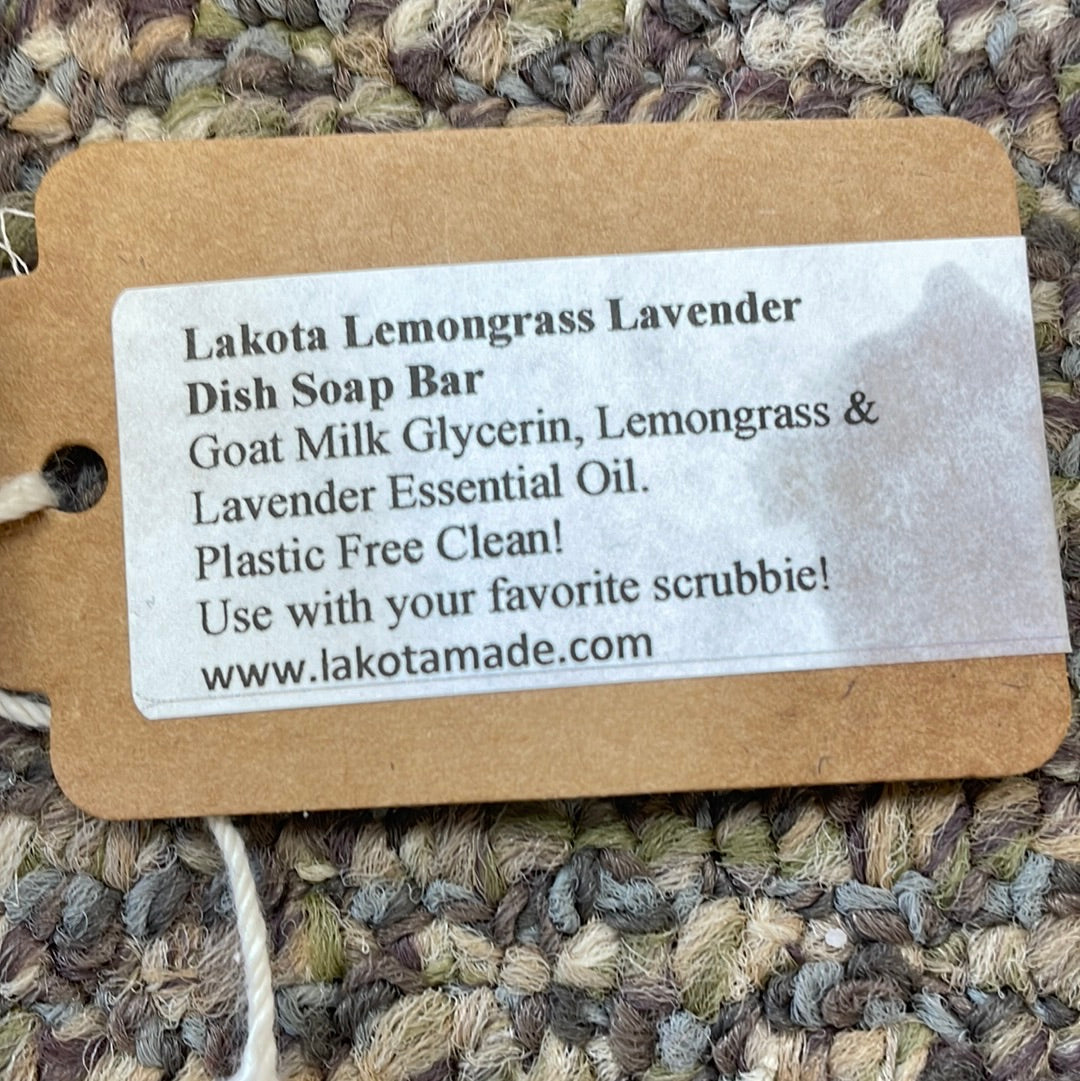 Lakota Lemongrass Lavender
Dish Soap Bar
Goat Milk Glycerin, Lemongrass &
Lavender Essential Oil.
Plastic Free Clean!
Use with your favorite scrubbie!
www.lakotamade.com